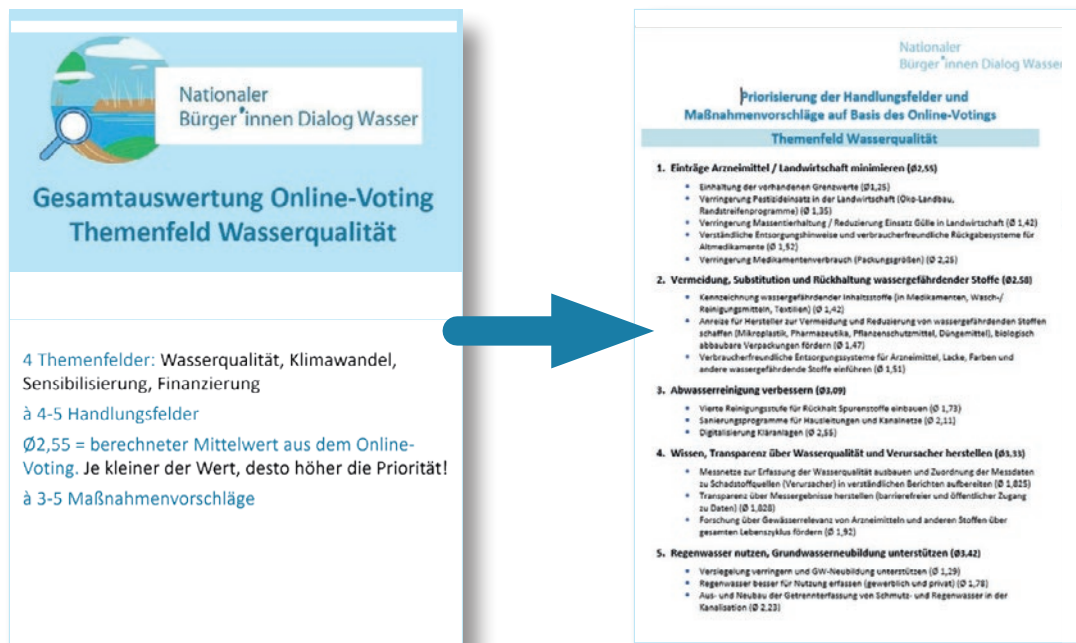 Nationaler
Bürger*innen Dialog Wasser
Gesamtauswertung Online-Voting
Themenfeld Wasserqualität
4 Themenfelder: Wasserqualität, Klimawandel,
Sensibilisierung, Finanzierung
à 4-5 Handlungsfelder
Ø2,55 = berechneter Mittelwert aus dem Online-
Voting. Je kleiner der Wert, desto höher die Priorität!
à 3-5 Maßnahmenvorschläge
Nationaler
Bürger*innen Dialog Wasser
Priorisierung der Handlungsfelder und
Maßnahmenvorschläge auf Basis des Online-Votings
Themenfeld Wasserqualität
1. Einträge Arzneimittel / Landwirtschaft minimieren (Ø2,55)
• Einhaltung der vorhandenen Grenzwerte (Ø1,25)
• Verringerung Pestizideinsatz in der Landwirtschaft (Öko-Landbau,
Randstreifenprogramme) (Ø 1,35)
• Verringerung Massentierhaltung / Reduzierung Einsatz Gülle in Landwirtschaft (Ø 1,42)
• Verständliche Entsorgungshinweise und verbraucherfreundliche Rückgabesysteme für
Altmedikamente (Ø 1,52)
• Verringerung Medikamentenverbrauch (Packungsgrößen) (Ø 2,25)
2. Vermeidung, Substitution und Rückhaltung wassergefährdender Stoffe (Ø2.58)
• Kennzeichnung wassergefährdender Inhaltsstoffe (in Medikamenten, Wasch-/
Reinigungsmitteln, Textilien) (Ø 1,42)
• Anreize für Hersteller zur Vermeidung und Reduzierung von wassergefährdenden Stoffen
schaffen (Mikroplastik, Pharmazeutika, Pflanzenschutzmittel, Düngemittel), biologisch
abbaubare Verpackungen fördern (Ø 1,47)
• Verbraucherfreundliche Entsorgungssysteme für Arzneimittel, Lacke, Farben und
andere wassergefährdende Stoffe einführen (Ø 1,51)
3. Abwasserreinigung verbessern (Ø3,09)
• Vierte Reinigungsstufe für Rückhalt Spurenstoffe einbauen (Ø 1,73)
• Sanierungsprogramme für Hausleitungen und Kanalnetze (Ø 2,11)
• Digitalisierung Kläranlagen (Ø 2,55)
4. Wissen, Transparenz über Wasserqualität und Verursacher herstellen (Ø3,33)
• Messnetze zur Erfassung der Wasserqualität ausbauen und Zuordnung der Messdaten
zu Schadstoffquellen (Verursacher) in verständlichen Berichten aufbereiten (Ø 1,825)
• Transparenz über Messergebnisse herstellen (barrierefreier und öffentlicher Zugang
zu Daten) (Ø 1,828)
• Forschung über Gewässerrelevanz von Arzneimitteln und anderen Stoffen über
gesamten Lebenszyklus fördern (Ø 1,92)
5. Regenwasser nutzen, Grundwasserneubildung unterstützen (Ø3.42)
• Versiegelung verringern und GW-Neubildung unterstützen (Ø 1,29)
• Regenwasser besser für Nutzung erfassen (gewerblich und privat) (Ø 1,78)
• Aus- und Neubau der Getrennterfassung von Schmutz- und Regenwasser in der
Kanalisation (Ø 2,23)